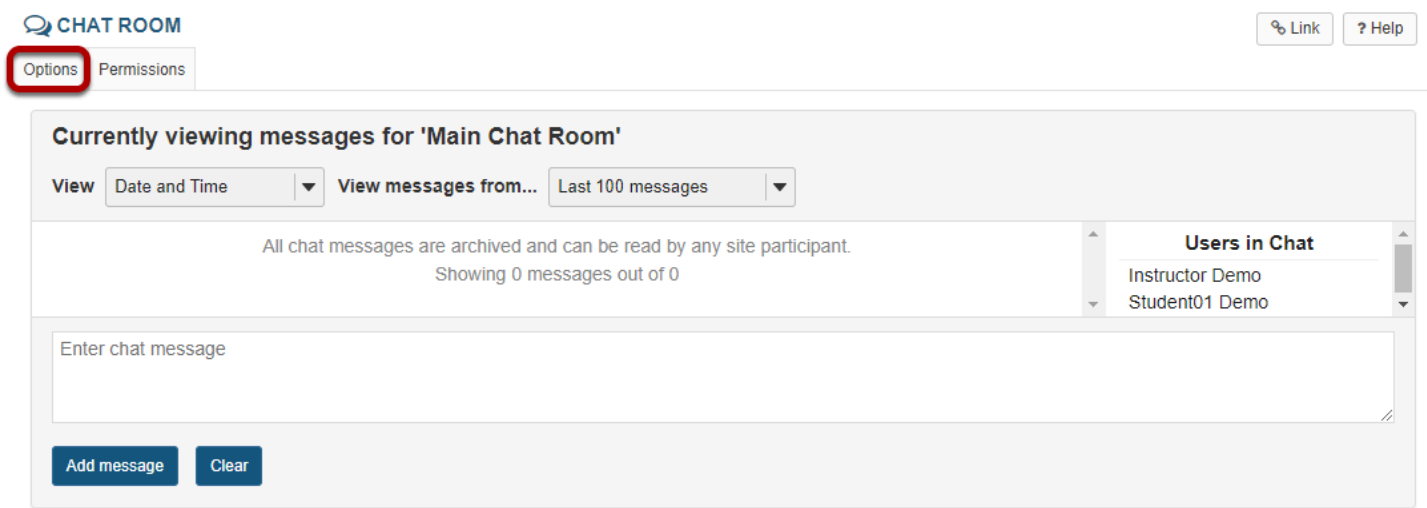 CHAT ROOM
Link
? Help
Options
Permissions
Currently viewing messages for 'Main Chat Room'
View Date and Time View messages from... Last 100 messages
All chat messages are archived and can be read by any site participant.
Showing 0 messages out of 0
Users in Chat
Instructor Demo
Student01 Demo
Enter chat message
Add message
Clear